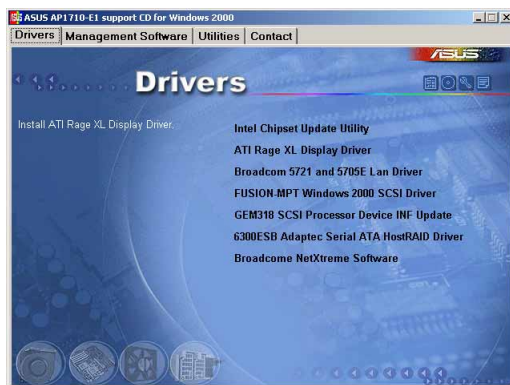 ASUS AP1710-E1 support CD for Windows 2000
Drivers Management Software Utilities Contact
ASUS
Drivers
Install ATI Rage XL Display Driver.
Intel Chipset Update Utility
ATI Rage XL Display Driver
Broadcom 5721 and 5705E Lan Driver
FUSION-MPT Windows 2000 SCSI Driver
GEM318 SCSI Processor Device INF Update
6300ESB Adaptec Serial ATA HostRAID Driver
Broadcome NetXtreme Software